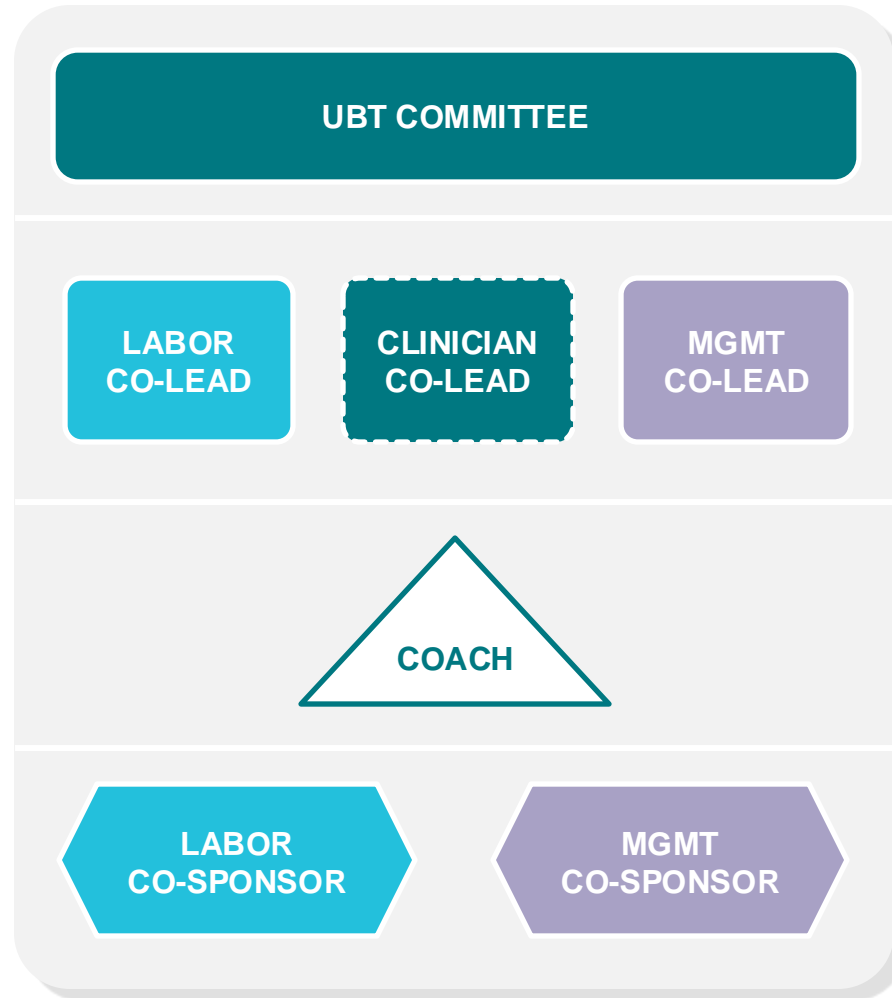 UBT COMMITTEE
LABOR
CO-LEAD
CLINICIAN
CO-LEAD
MGMT
CO-LEAD
COACH
LABOR
CO-SPONSOR
MGMT
CO-SPONSOR